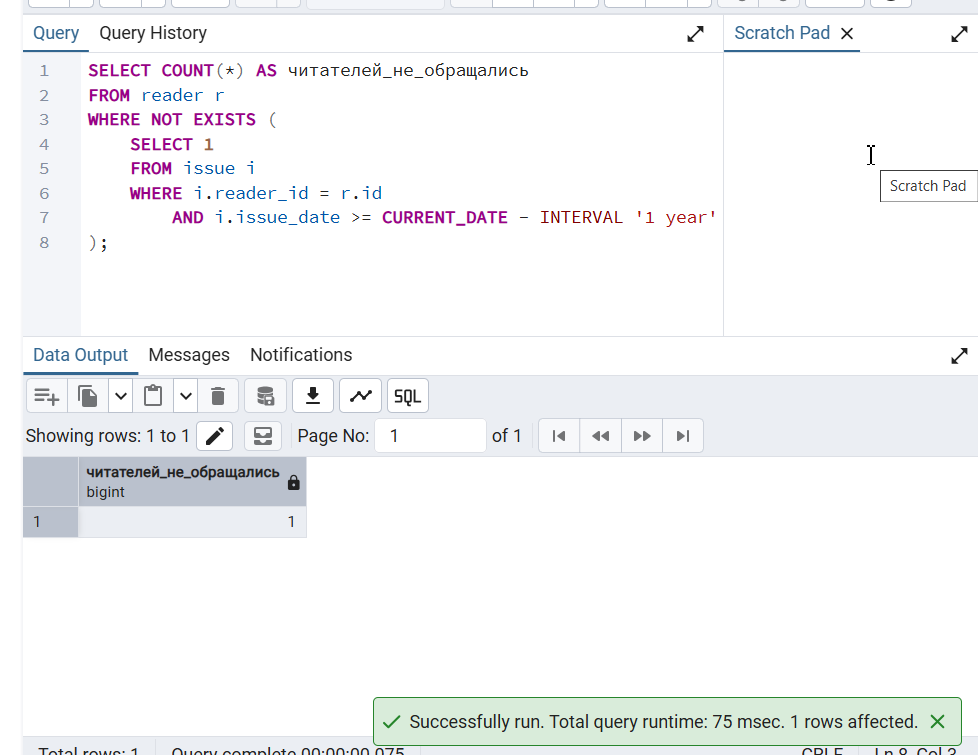 Query Query History Scratch Pad
1 SELECT COUNT(*) AS читателей_не_обращались
2 FROM reader r
3 WHERE NOT EXISTS (
4 SELECT 1
5 FROM issue i
6 WHERE i.reader_id = r.id
7 AND i.issue_date >= CURRENT_DATE - INTERVAL '1 year'
8 );
Scratch Pad
Data Output Messages Notifications
SQL
Showing rows: 1 to 1 Page No: 1 of 1
читателей_не_обращались
bigint
1 1
Successfully run. Total query runtime: 75 msec. 1 rows affected.
Total rows: 1 Query complete 00:00:00.075 CRLF Ln 8, Col 3